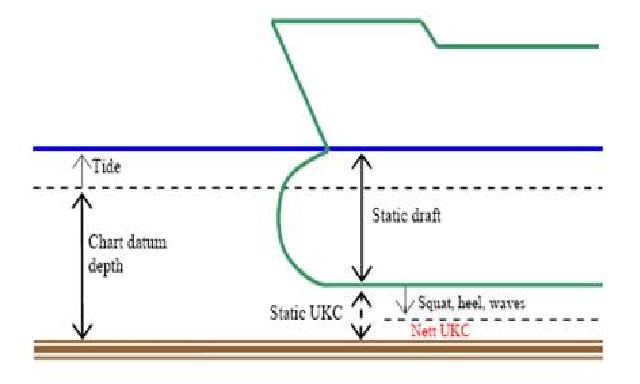 Tide
Static draft
Chart datum
depth
Squat, heel, waves
Static UKC
Nett UKC